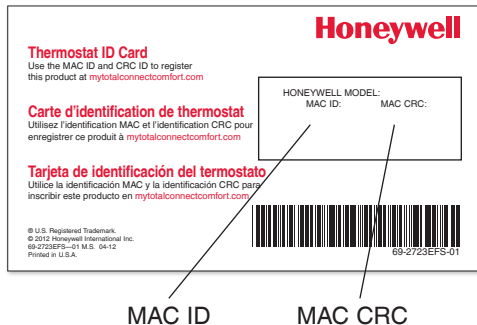 Honeywell
Thermostat ID Card
Use the MAC ID and CRC ID to register
this product at mytotalconnectcomfort.com
HONEYWELL MODEL:
MAC ID: MAC CRC:
Carte d'identification de thermostat
Utilisez l'identification MAC et l'identification CRC pour
enregistrer ce produit à mytotalconnectcomfort.com
Tarjeta de identificación del termostato
Utilice la identificación MAC y la identificación CRC para
inscribir este producto en mytotalconnectcomfort.com
® U.S. Registered Trademark.
© 2012 Honeywell International Inc.
69-2723EFS—01 M.S. 04-12
Printed in U.S.A.
69-2723EFS-01
MAC ID MAC CRC